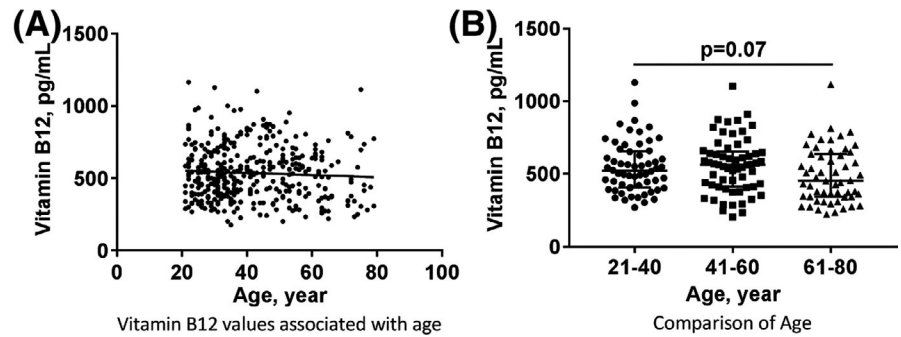 (A)
Vitamin B12, pg/mL
1500
1000
500
0
0 20 40 60 80 100
Age, year
Vitamin B12 values associated with age
(B)
Vitamin B12, pg/mL
1500
1000
500
0
p=0.07
21-40 41-60 61-80
Age, year
Comparison of Age